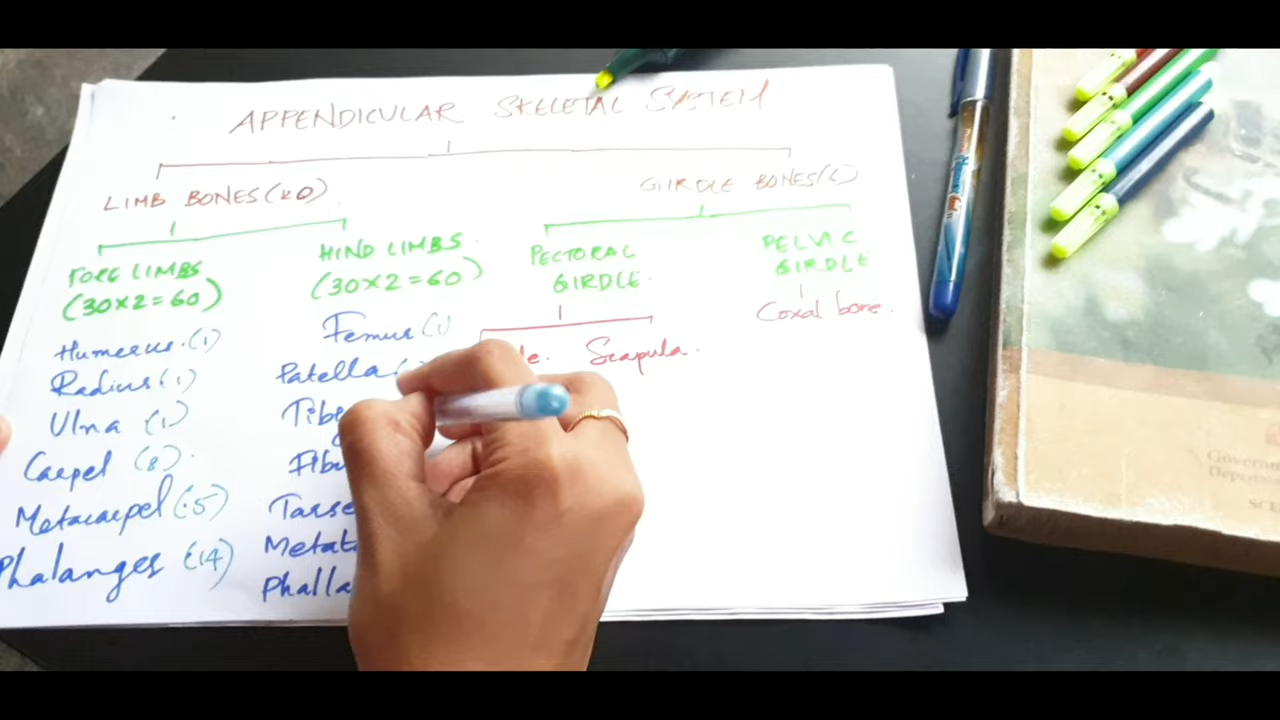 APPENDICULAR SKELETAL SYSTEM
LIMB BONES
GIRDLE BONES
FORE LIMBS
(30×2=60)
HIND LIMBS
(30×2=60)
PECTORAL
GIRDLE
PELVIC
GIRDLE
Coxal bone.
Scapula
Humerus (1)
Radius (1)
Ulna (1)
Carpel (8)
Metacarpel (5)
Phalanges (14)
Femur (1)
Patella
Govern
Depart